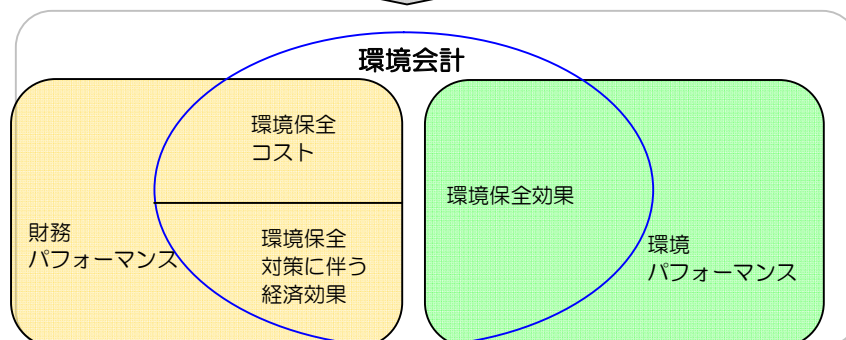 環境会計
環境保全
コスト
財務
パフォーマンス
環境保全
対策に伴う
経済効果
環境保全効果
環境
パフォーマンス